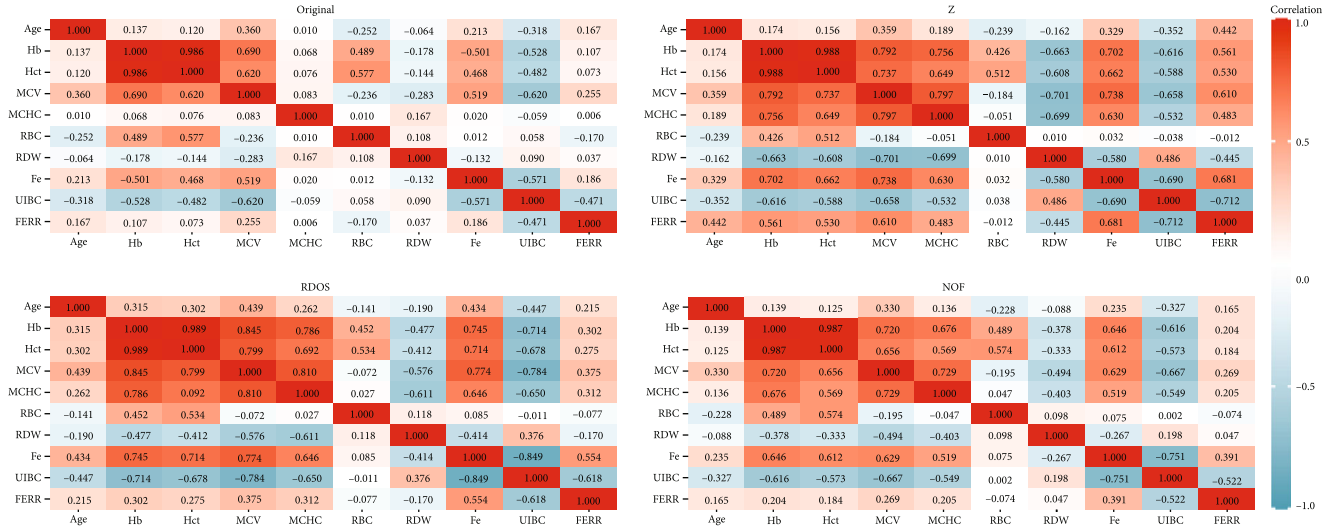 Original
Age 1.000 0.137 0.120 0.360 0.010 −0.252 −0.064 0.213 −0.318 0.167
Hb 0.137 1.000 0.986 0.690 0.068 0.489 −0.178 −0.501 −0.528 0.107
Hct 0.120 0.986 1.000 0.620 0.076 0.577 −0.144 0.468 −0.482 0.073
MCV 0.360 0.690 0.620 1.000 0.083 −0.236 −0.283 0.519 −0.620 0.255
MCHC 0.010 0.068 0.076 0.083 1.000 0.010 0.167 0.020 −0.059 0.006
RBC −0.252 0.489 0.577 −0.236 0.010 1.000 0.108 0.012 0.058 −0.170
RDW −0.064 −0.178 −0.144 −0.283 0.167 0.108 1.000 −0.132 0.090 0.037
Fe 0.213 −0.501 0.468 0.519 0.020 0.012 −0.132 1.000 −0.571 0.186
UIBC −0.318 −0.528 −0.482 −0.620 −0.059 0.058 0.090 −0.571 1.000 −0.471
FERR 0.167 0.107 0.073 0.255 0.006 −0.170 0.037 0.186 −0.471 1.000
Age Hb Hct MCV MCHC RBC RDW Fe UIBC FERR
Z
Age 1.000 0.174 0.156 0.359 0.189 −0.239 −0.162 0.329 −0.352 0.442
Hb 0.174 1.000 0.988 0.792 0.756 0.426 −0.663 0.702 −0.616 0.561
Hct 0.156 0.988 1.000 0.737 0.649 0.512 −0.608 0.662 −0.588 0.530
MCV 0.359 0.792 0.737 1.000 0.797 −0.184 −0.701 0.738 −0.658 0.610
MCHC 0.189 0.756 0.649 0.797 1.000 −0.051 −0.699 0.630 −0.532 0.483
RBC −0.239 0.426 0.512 −0.184 −0.051 1.000 0.010 0.032 −0.038 −0.012
RDW −0.162 −0.663 −0.608 −0.701 −0.699 0.010 1.000 −0.580 0.486 −0.445
Fe 0.329 0.702 0.662 0.738 0.630 0.032 −0.580 1.000 −0.690 0.681
UIBC −0.352 −0.616 −0.588 −0.658 −0.532 0.038 0.486 −0.690 1.000 −0.712
FERR 0.442 0.561 0.530 0.610 0.483 −0.012 −0.445 0.681 −0.712 1.000
Age Hb Hct MCV MCHC RBC RDW Fe UIBC FERR
RDOS
Age 1.000 0.315 0.302 0.439 0.262 −0.141 −0.190 0.434 −0.447 0.215
Hb 0.315 1.000 0.989 0.845 0.786 0.452 −0.477 0.745 −0.714 0.302
Hct 0.302 0.989 1.000 0.799 0.692 0.534 −0.412 0.714 −0.678 0.275
MCV 0.439 0.845 0.799 1.000 0.810 −0.072 −0.576 0.774 −0.784 0.375
MCHC 0.262 0.786 0.092 0.810 1.000 0.027 −0.611 0.646 −0.650 0.312
RBC −0.141 0.452 0.534 −0.072 0.027 1.000 0.118 0.085 −0.011 −0.077
RDW −0.190 −0.477 −0.412 −0.576 −0.611 0.118 1.000 −0.414 0.376 −0.170
Fe 0.434 0.745 0.714 0.774 0.646 0.085 −0.414 1.000 −0.849 0.554
UIBC −0.447 −0.714 −0.678 −0.784 −0.650 −0.011 0.376 −0.849 1.000 −0.618
FERR 0.215 0.302 0.275 0.375 0.312 −0.077 −0.170 0.554 −0.618 1.000
Age Hb Hct MCV MCHC RBC RDW Fe UIBC FERR
NOF
Age 1.000 0.139 0.125 0.330 0.136 −0.228 −0.088 0.235 −0.327 0.165
Hb 0.139 1.000 0.987 0.720 0.676 0.489 −0.378 0.646 −0.616 0.204
Hct 0.125 0.987 1.000 0.656 0.569 0.574 −0.333 0.612 −0.573 0.184
MCV 0.330 0.720 0.656 1.000 0.729 −0.195 −0.494 0.629 −0.667 0.269
MCHC 0.136 0.676 0.569 0.729 1.000 0.047 −0.403 0.519 −0.549 0.205
RBC −0.228 0.489 0.574 −0.195 −0.047 1.000 0.098 0.075 0.002 −0.074
RDW −0.088 −0.378 −0.333 −0.494 −0.403 0.098 1.000 −0.267 0.198 0.047
Fe 0.235 0.646 0.612 0.629 0.519 0.075 −0.267 1.000 −0.751 0.391
UIBC −0.327 −0.616 −0.573 −0.667 −0.549 0.002 0.198 −0.751 1.000 −0.522
FERR 0.165 0.204 0.184 0.269 0.205 −0.074 0.047 0.391 −0.522 1.000
Age Hb Hct MCV MCHC RBC RDW Fe UIBC FERR
Correlation
1.0
0.5
0.0
−0.5
−1.0